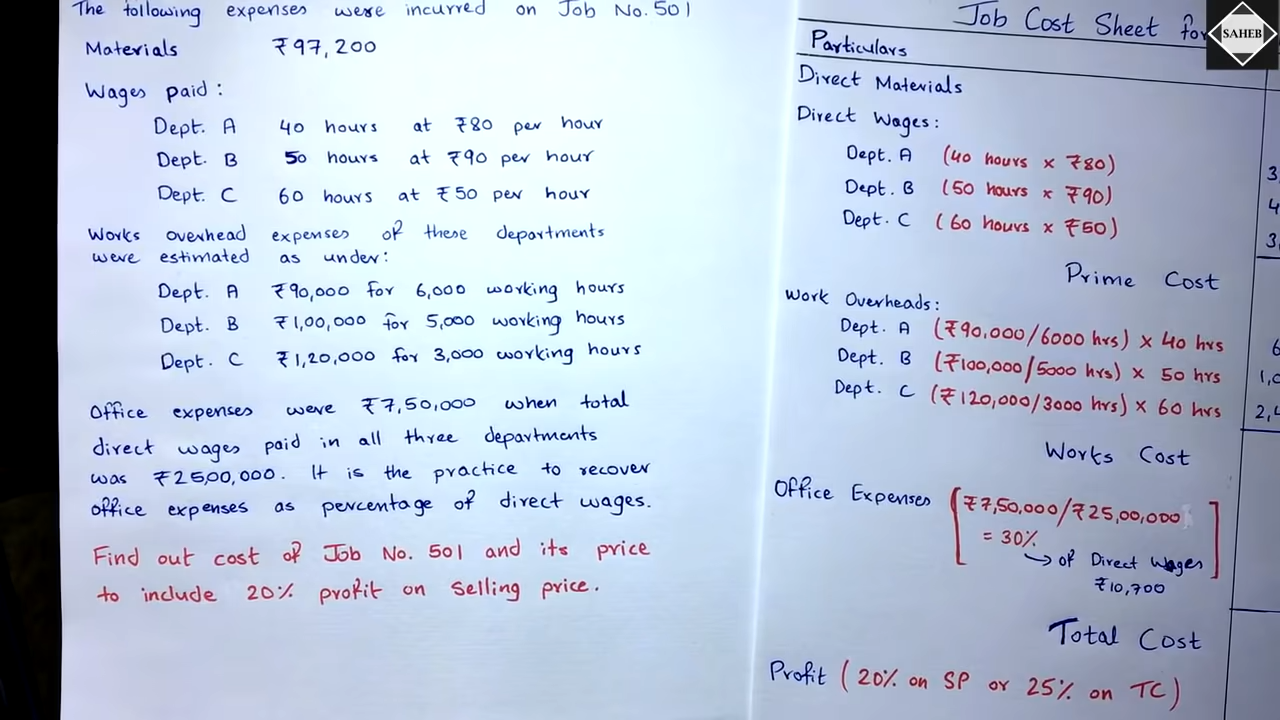 The following expenses were incurred on Job No. 501
Materials ₹97,200
Wages paid:
Dept. A 40 hours at ₹80 per hour
Dept. B 50 hours at ₹90 per hour
Dept. C 60 hours at ₹50 per hour
Works overhead expenses of these departments
were estimated as under:
Dept. A ₹90,000 for 6,000 working hours
Dept. B ₹1,00,000 for 5,000 working hours
Dept. C ₹1,20,000 for 3,000 working hours
Office expenses were ₹7,50,000 when total
direct wages paid in all three departments
was ₹25,00,000. It is the practice to recover
office expenses as percentage of direct wages.
Find out cost of Job No. 501 and its price
to include 20% profit on selling price.
Job Cost Sheet for
SAHEB
Particulars
Direct Materials
Direct Wages:
Dept. A (40 hours × ₹80)
3,
Dept. B (50 hours × ₹90)
4
Dept. C (60 hours × ₹50)
3,
Prime Cost
Work Overheads:
Dept. A (₹90,000/6000 hrs) × 40 hrs
6
Dept. B (₹100,000/5000 hrs) × 50 hrs
1,0
Dept. C (₹120,000/3000 hrs) × 60 hrs
2,4
Works Cost
Office Expenses [₹7,50,000/₹25,00,000
= 30%
→ of Direct Wages]
₹10,700
Total Cost
Profit (20% on SP or 25% on TC)